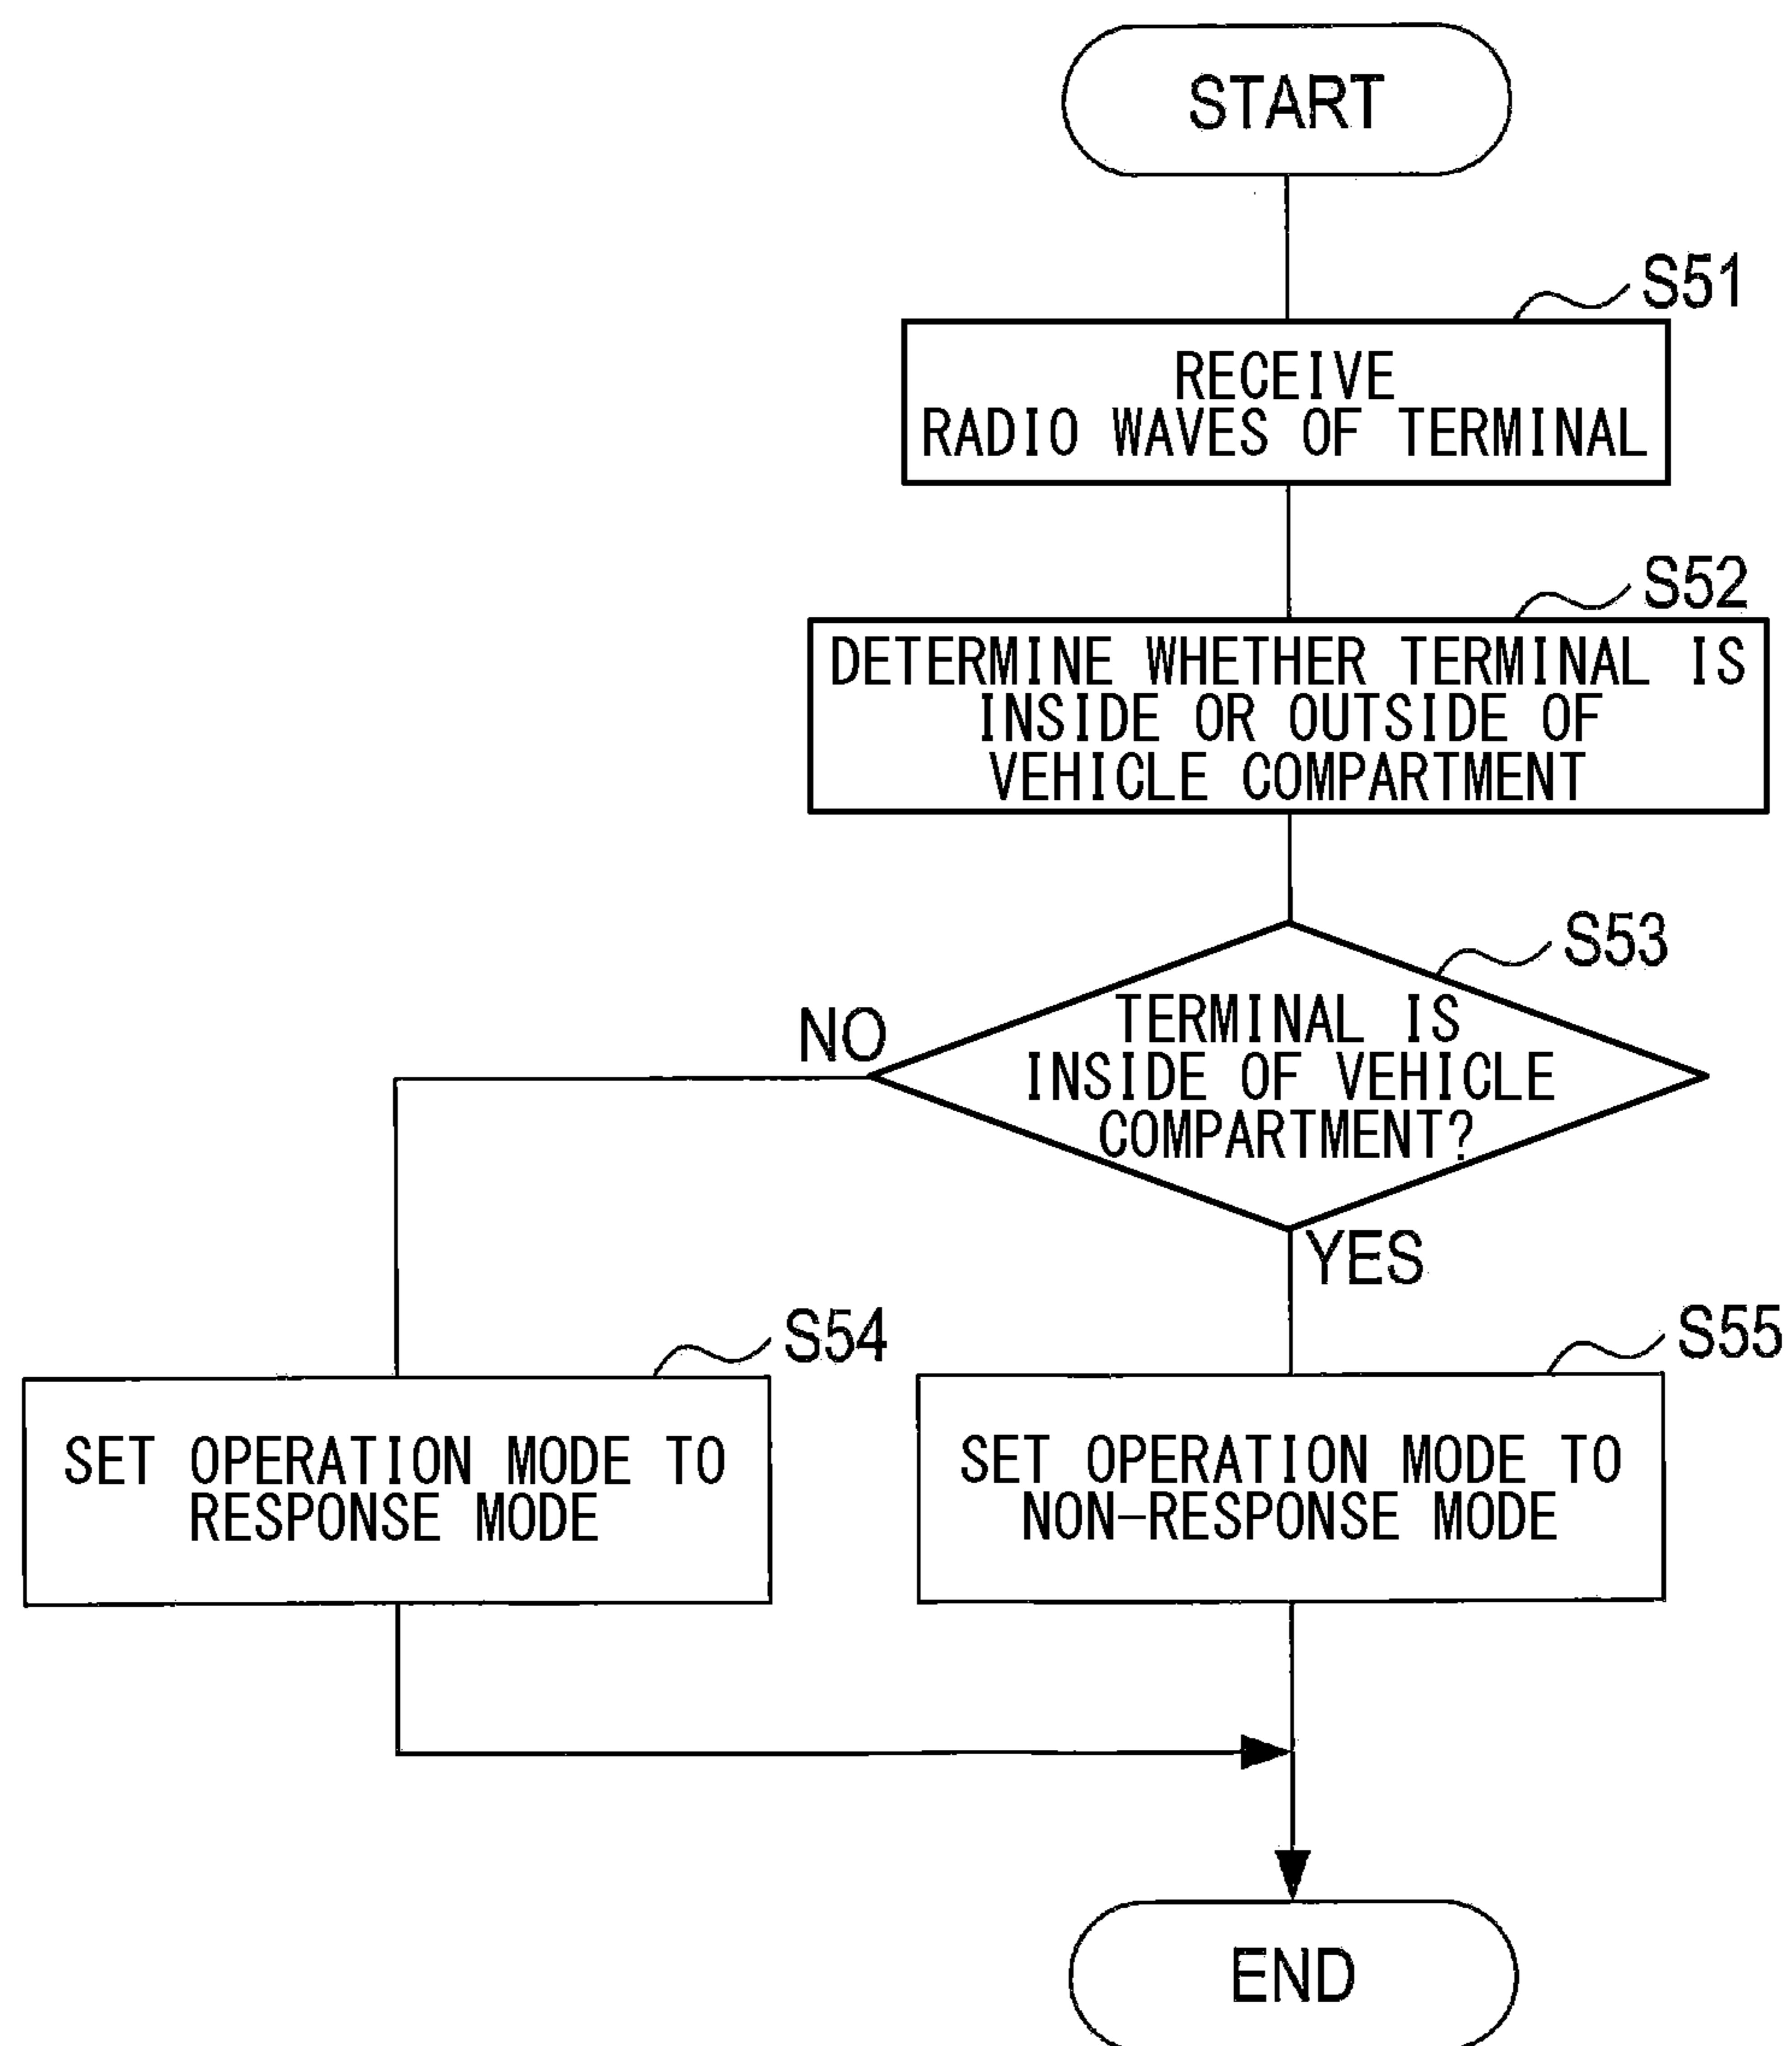 START
S51
RECEIVE
RADIO WAVES OF TERMINAL
S52
DETERMINE WHETHER TERMINAL IS
INSIDE OR OUTSIDE OF
VEHICLE COMPARTMENT
S53
TERMINAL IS
INSIDE OF VEHICLE
COMPARTMENT?
NO
YES
S54
SET OPERATION MODE TO
RESPONSE MODE
S55
SET OPERATION MODE TO
NON-RESPONSE MODE
END